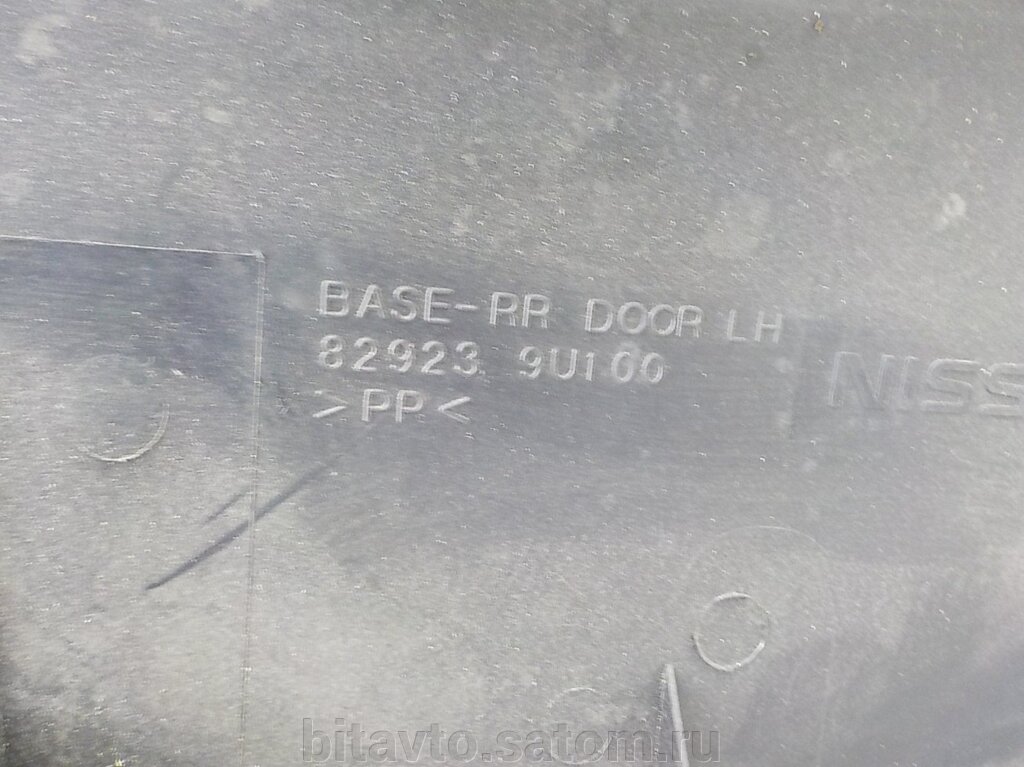 BASE-RR DOOR LH
82923 9U100
>PP<
NISS
bitavto.satom.ru